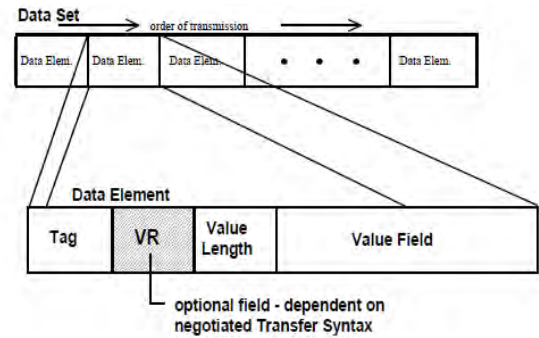 Data Set
order of transmission
Data Elem. Data Elem. Data Elem. • • • Data Elem.
Data Element
Tag VR Value Length Value Field
optional field - dependent on
negotiated Transfer Syntax